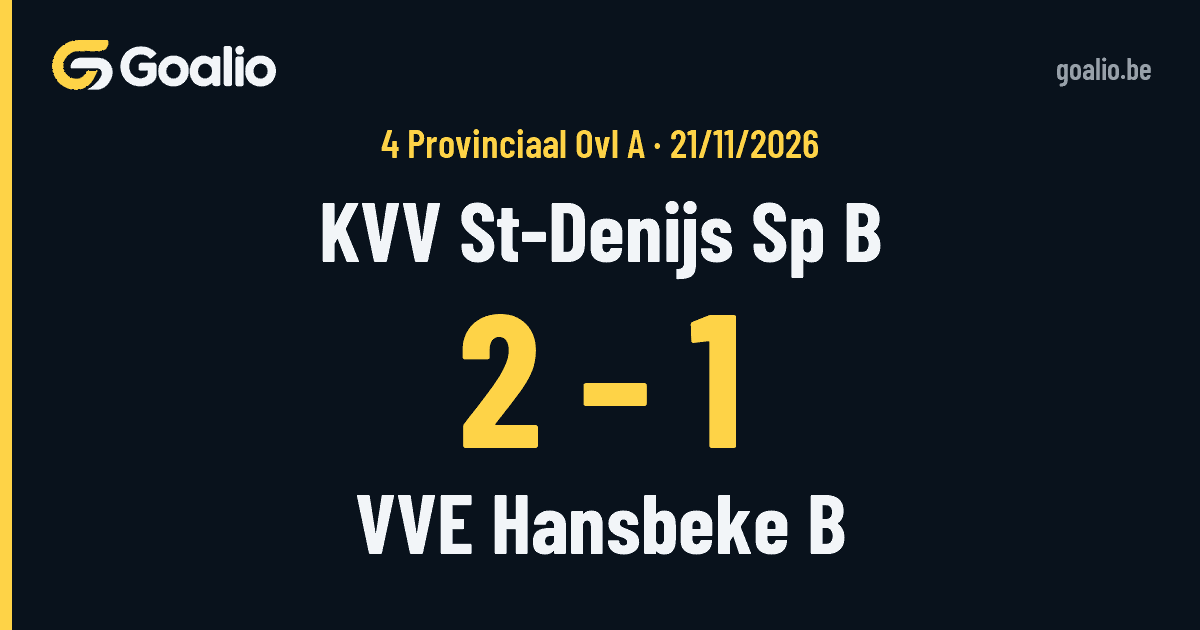 Goalio
goalio.be
4 Provinciaal Ovl A · 21/11/2026
KVV St-Denijs Sp B
2 - 1
VVE Hansbeke B